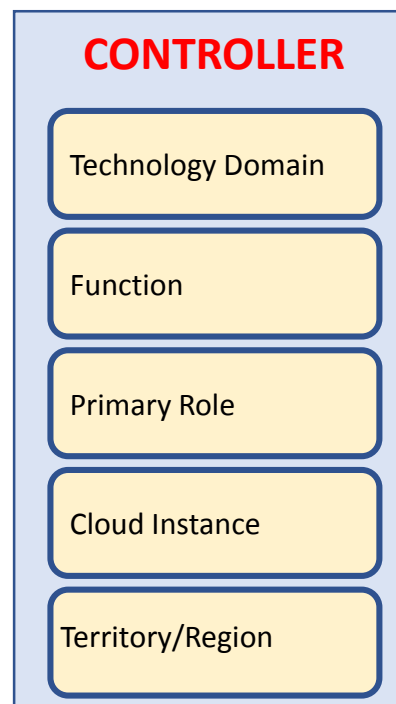 CONTROLLER
Technology Domain
Function
Primary Role
Cloud Instance
Territory/Region